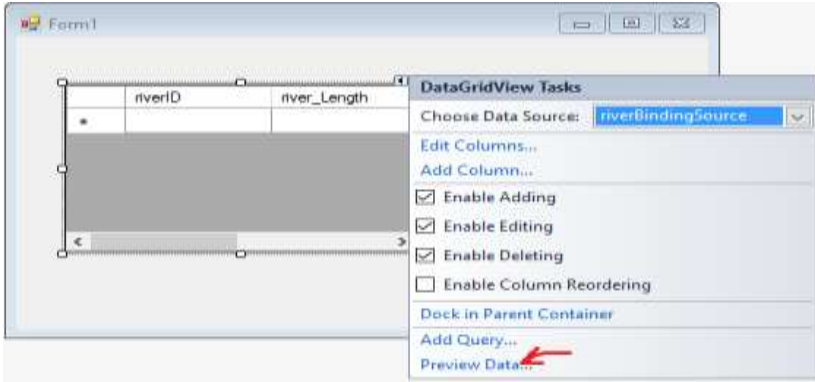 Form1
riverID river_Length
DataGridView Tasks
Choose Data Source: riverBindingSource
Edit Columns...
Add Column...
Enable Adding
Enable Editing
Enable Deleting
Enable Column Reordering
Dock in Parent Container
Add Query...
Preview Data...